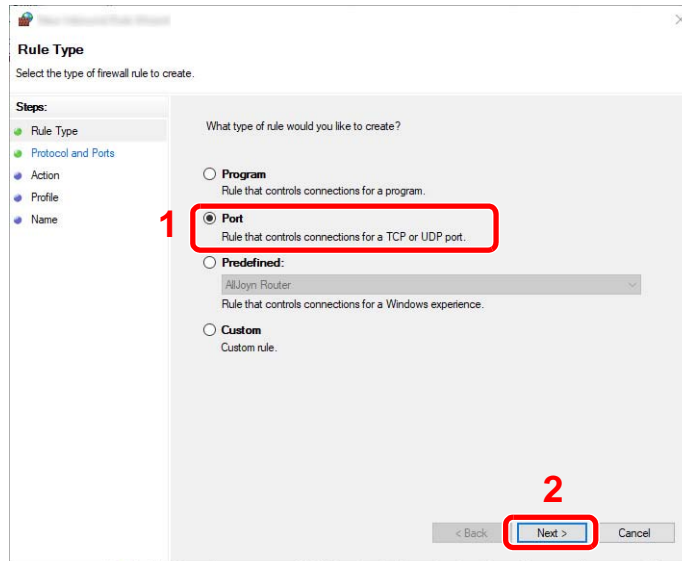 Rule Type
Select the type of firewall rule to create.
Steps:
Rule Type
Protocol and Ports
Action
Profile
Name
What type of rule would you like to create?
Program
Rule that controls connections for a program.
1
Port
Rule that controls connections for a TCP or UDP port.
Predefined:
AllJoyn Router
Rule that controls connections for a Windows experience.
Custom
Custom rule.
2
< Back
Next >
Cancel